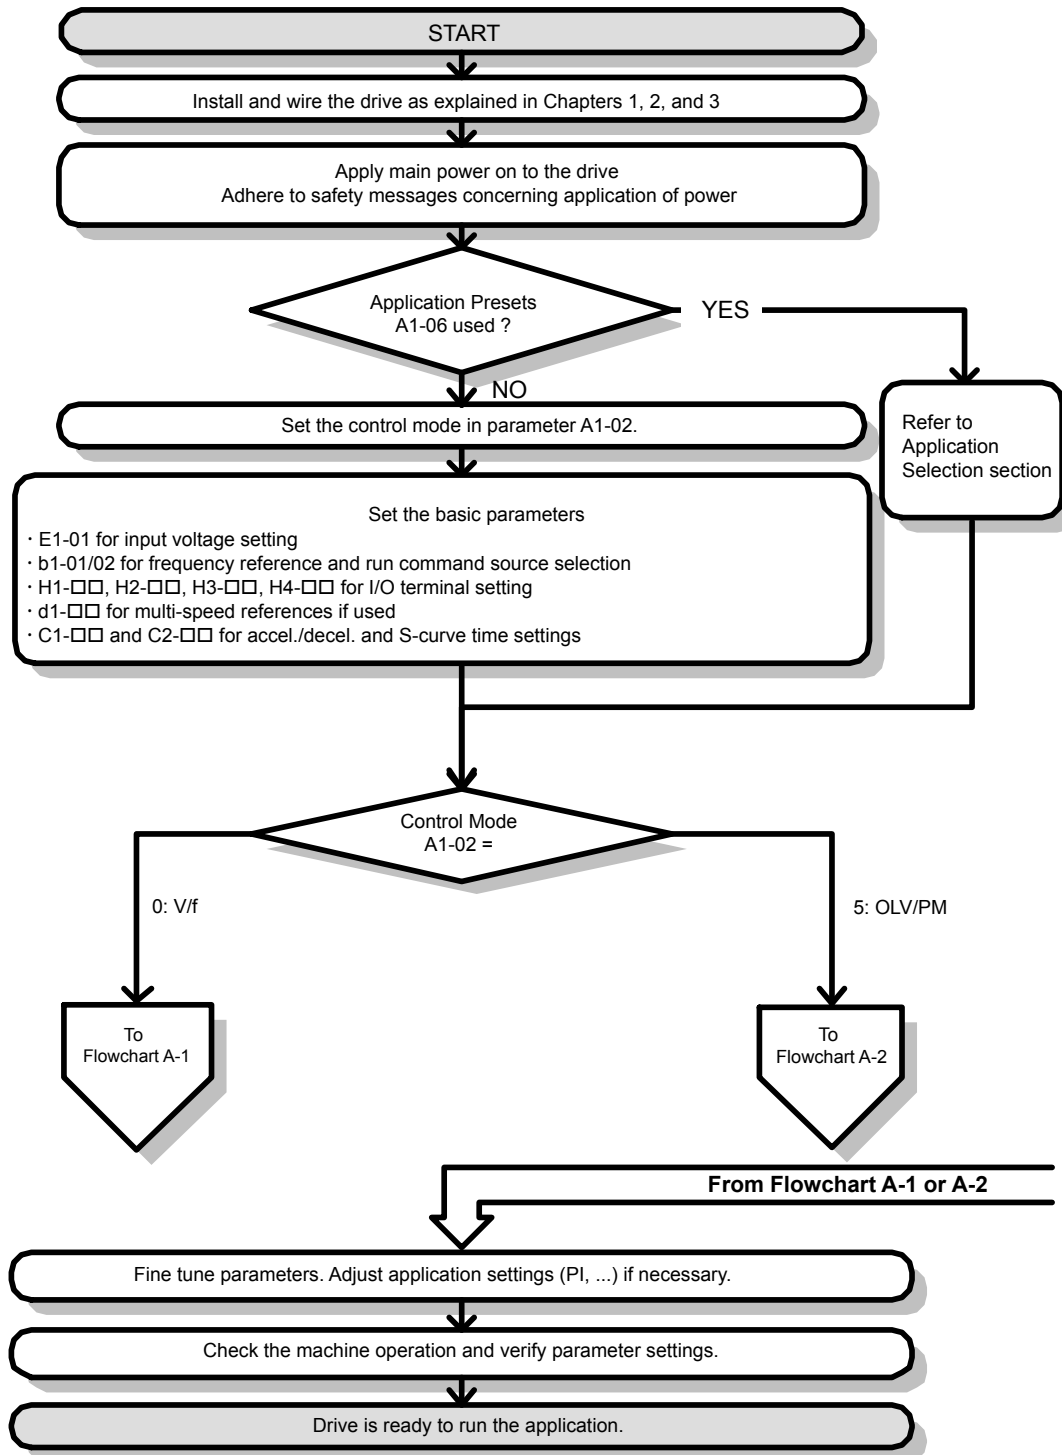 START
Install and wire the drive as explained in Chapters 1, 2, and 3
Apply main power on to the drive
Adhere to safety messages concerning application of power
Application Presets
A1-06 used ?
YES
NO
Set the control mode in parameter A1-02.
Refer to
Application
Selection section
Set the basic parameters
· E1-01 for input voltage setting
· b1-01/02 for frequency reference and run command source selection
· H1-□□, H2-□□, H3-□□, H4-□□ for I/O terminal setting
· d1-□□ for multi-speed references if used
· C1-□□ and C2-□□ for accel./decel. and S-curve time settings
Control Mode
A1-02 =
0: V/f
5: OLV/PM
To
Flowchart A-1
To
Flowchart A-2
From Flowchart A-1 or A-2
Fine tune parameters. Adjust application settings (PI, ...) if necessary.
Check the machine operation and verify parameter settings.
Drive is ready to run the application.